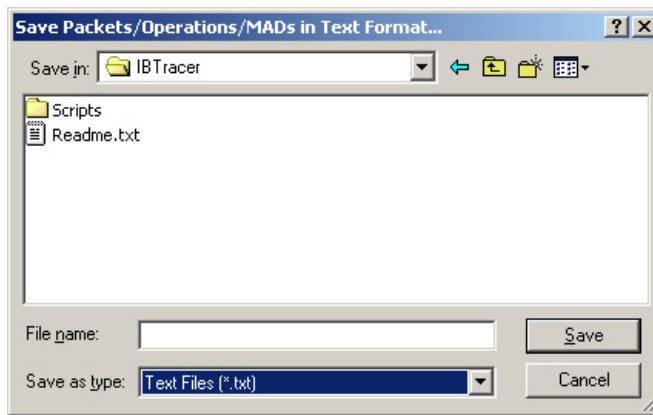 Save Packets/Operations/MADs in Text Format...
Save in: IBTracer
Scripts
Readme.txt
File name: Save
Save as type: Text Files (*.txt) Cancel